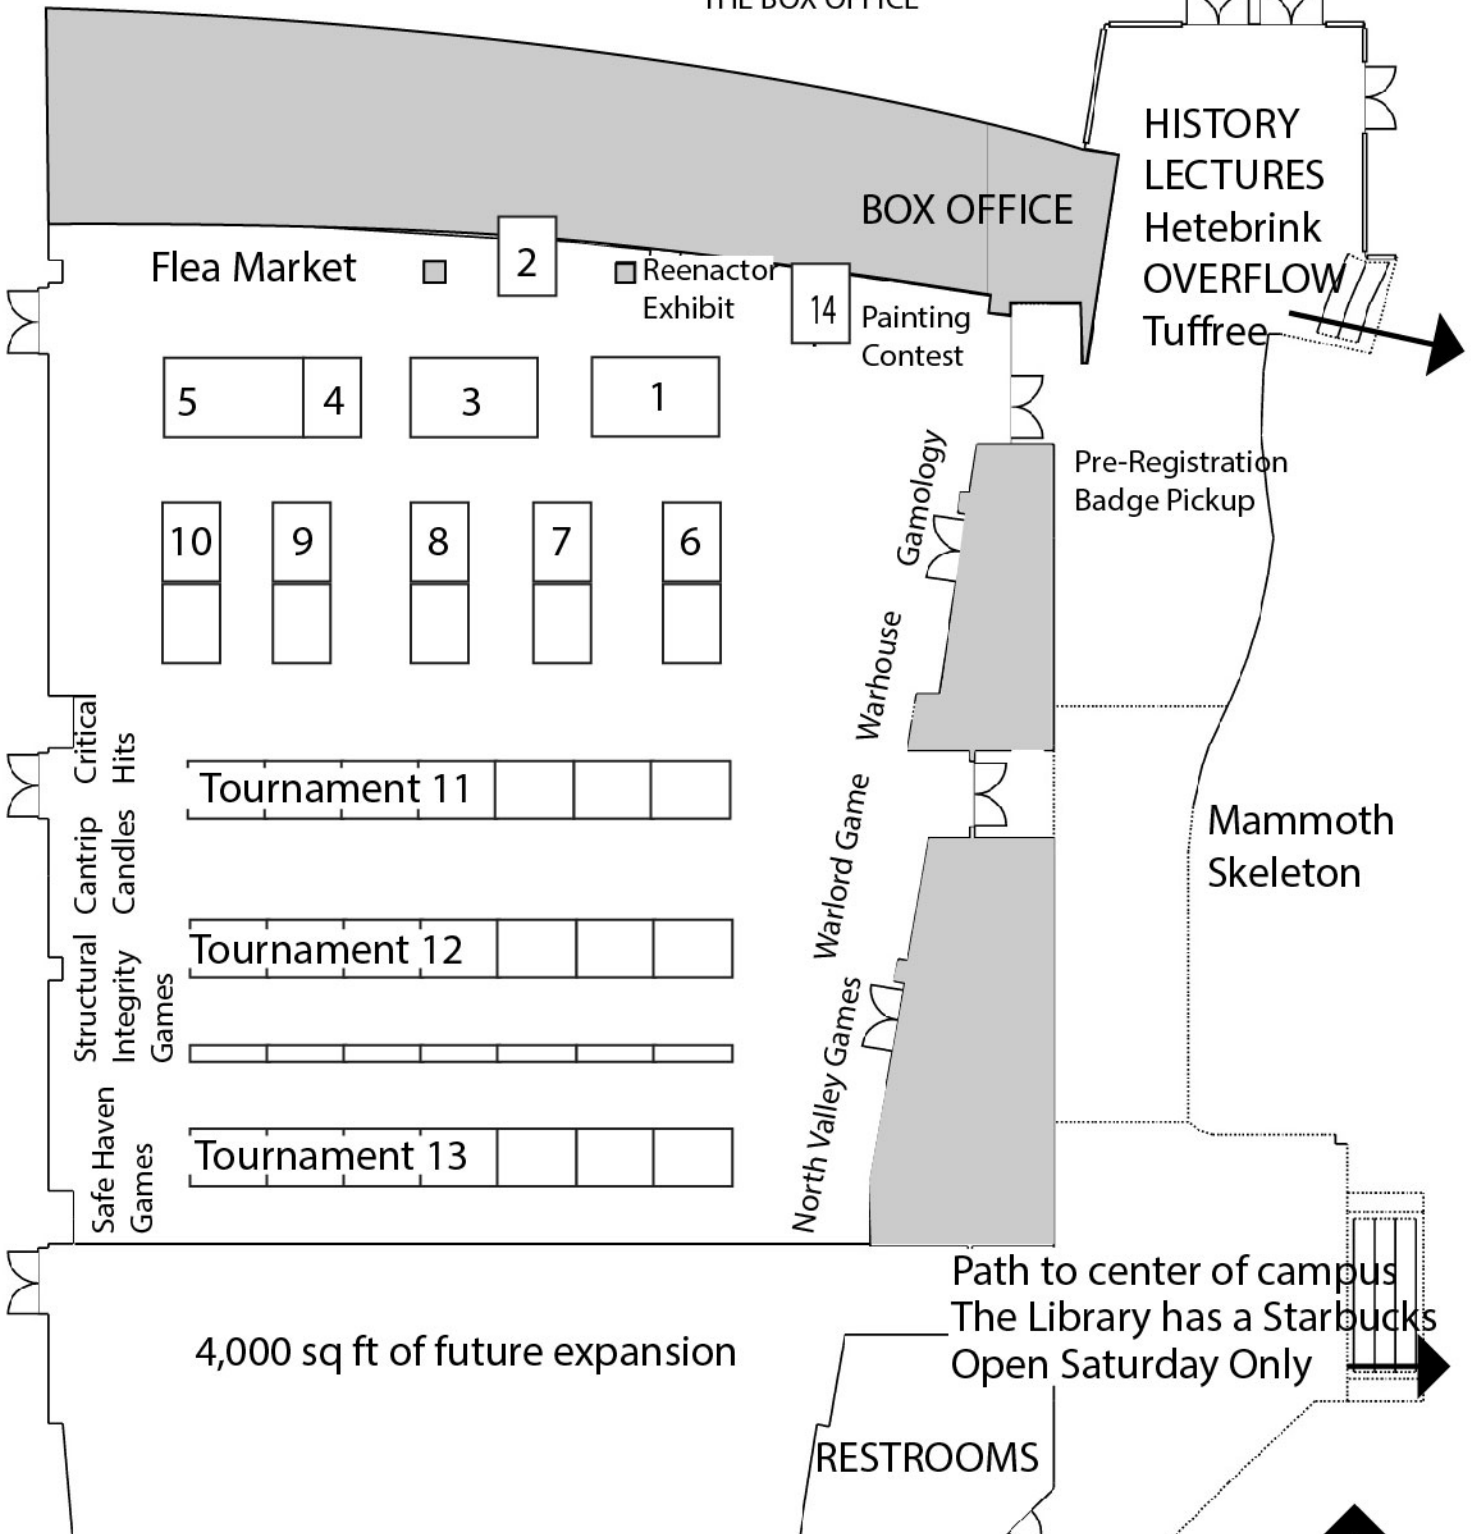 THE BOX OFFICE
HISTORY
LECTURES
Hetebrink
OVERFLOW
Tuffree
BOX OFFICE
Flea Market
2
Reenactor
Exhibit
14
Painting
Contest
5
4
3
1
Gamology
Pre-Registration
Badge Pickup
10
9
8
7
6
Warhouse
Critical
Hits
Tournament 11
Cantrip
Candles
Warlord Game
Mammoth
Skeleton
Tournament 12
Structural
Integrity
Games
North Valley Games
Safe Haven
Games
Tournament 13
Path to center of campus
The Library has a Starbucks
Open Saturday Only
4,000 sq ft of future expansion
RESTROOMS